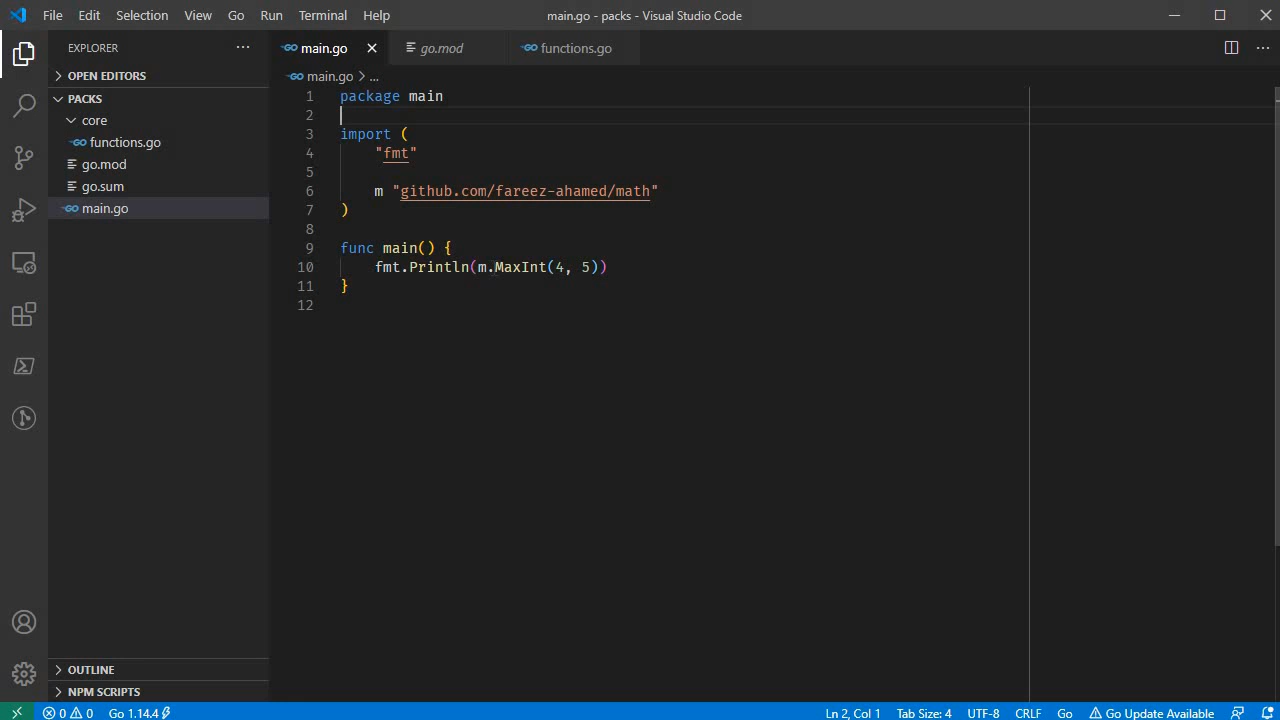 File Edit Selection View Go Run Terminal Help
main.go - packs - Visual Studio Code
EXPLORER
OPEN EDITORS
PACKS
core
functions.go
go.mod
go.sum
main.go
OUTLINE
NPM SCRIPTS
main.go
go.mod
functions.go
main.go > ...
1 package main
2
3 import (
4 "fmt"
5
6 m "github.com/fareez-ahamed/math"
7 )
8
9 func main() {
10 fmt.Println(m.MaxInt(4, 5))
11 }
12
0 0 Go 1.14.4
Ln 2, Col 1 Tab Size: 4 UTF-8 CRLF Go Go Update Available